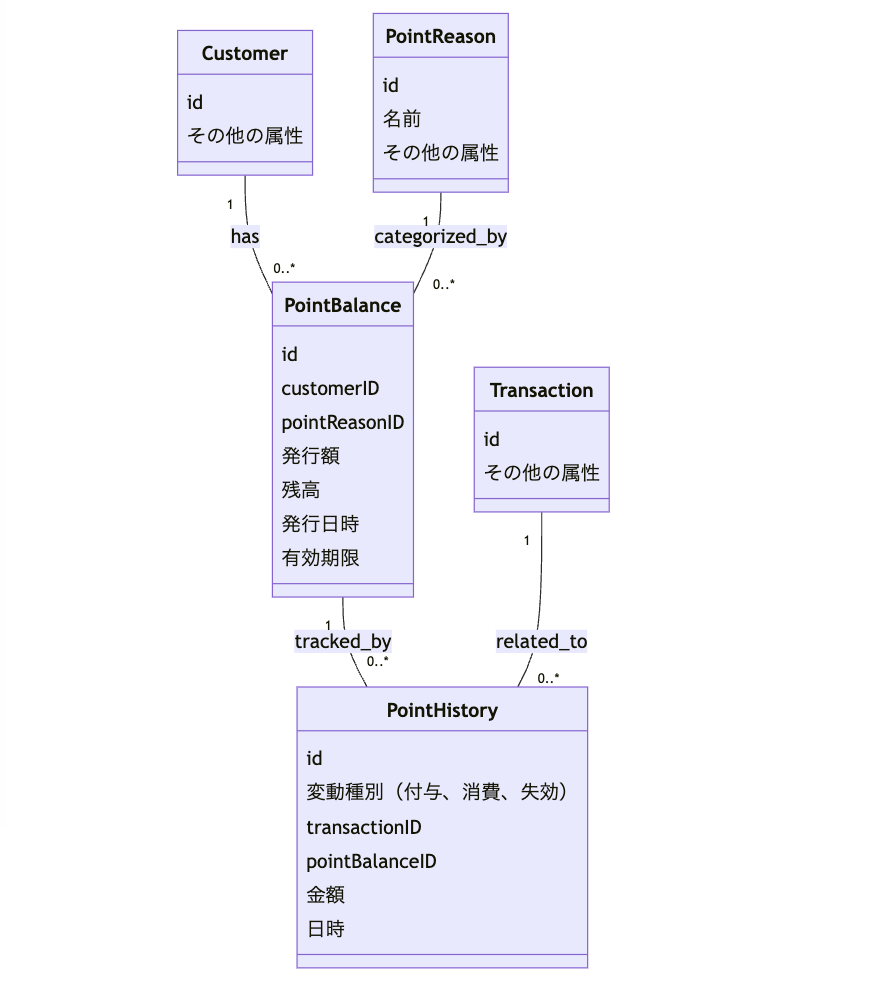 Customer
id
その他の属性
PointReason
id
名前
その他の属性
1
has
0..*
1
categorized_by
0..*
PointBalance
id
customerID
pointReasonID
発行額
残高
発行日時
有効期限
Transaction
id
その他の属性
1
tracked_by
0..*
1
related_to
0..*
PointHistory
id
変動種別（付与、消費、失効）
transactionID
pointBalanceID
金額
日時